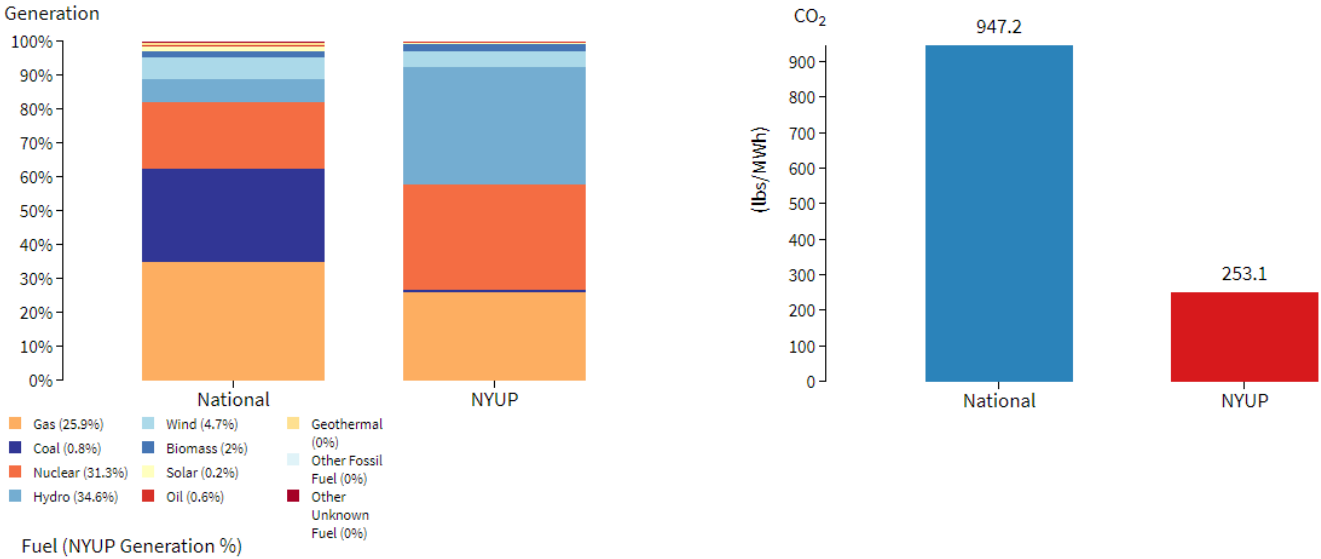 Generation
100%
90%
80%
70%
60%
50%
40%
30%
20%
10%
0%
National
NYUP
Gas (25.9%)
Coal (0.8%)
Nuclear (31.3%)
Hydro (34.6%)
Wind (4.7%)
Biomass (2%)
Solar (0.2%)
Oil (0.6%)
Geothermal
(0%)
Other Fossil
Fuel (0%)
Other
Unknown
Fuel (0%)
Fuel (NYUP Generation %)
CO₂
(lbs/MWh)
900
800
700
600
500
400
300
200
100
0
947.2
253.1
National
NYUP